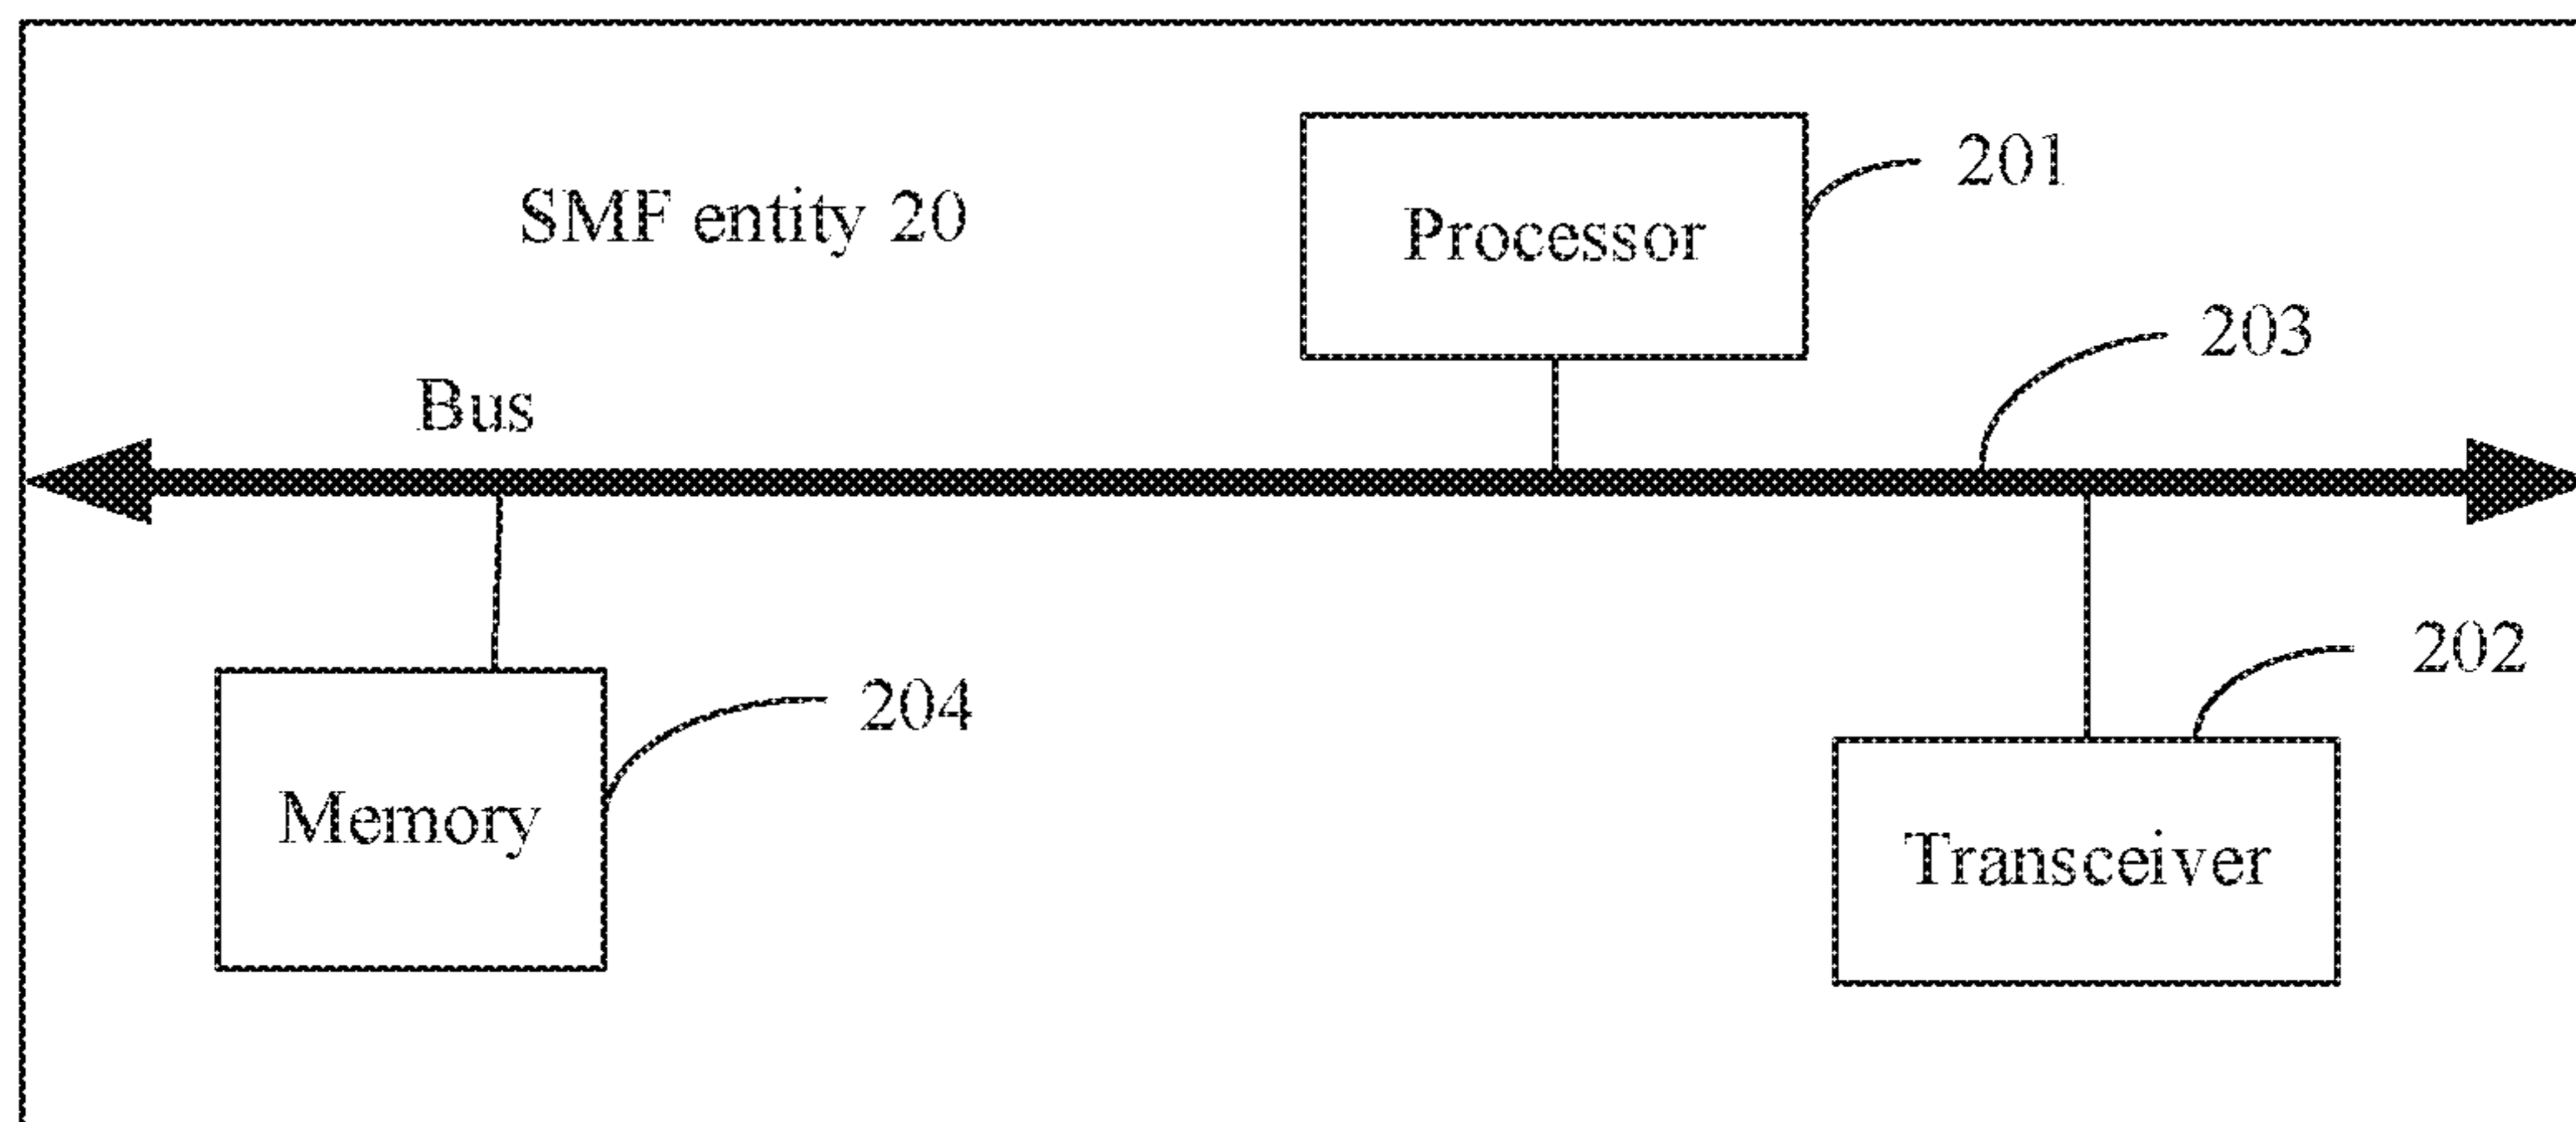 201
SMF entity 20
Processor
203
Bus
202
204
Memory
Transceiver